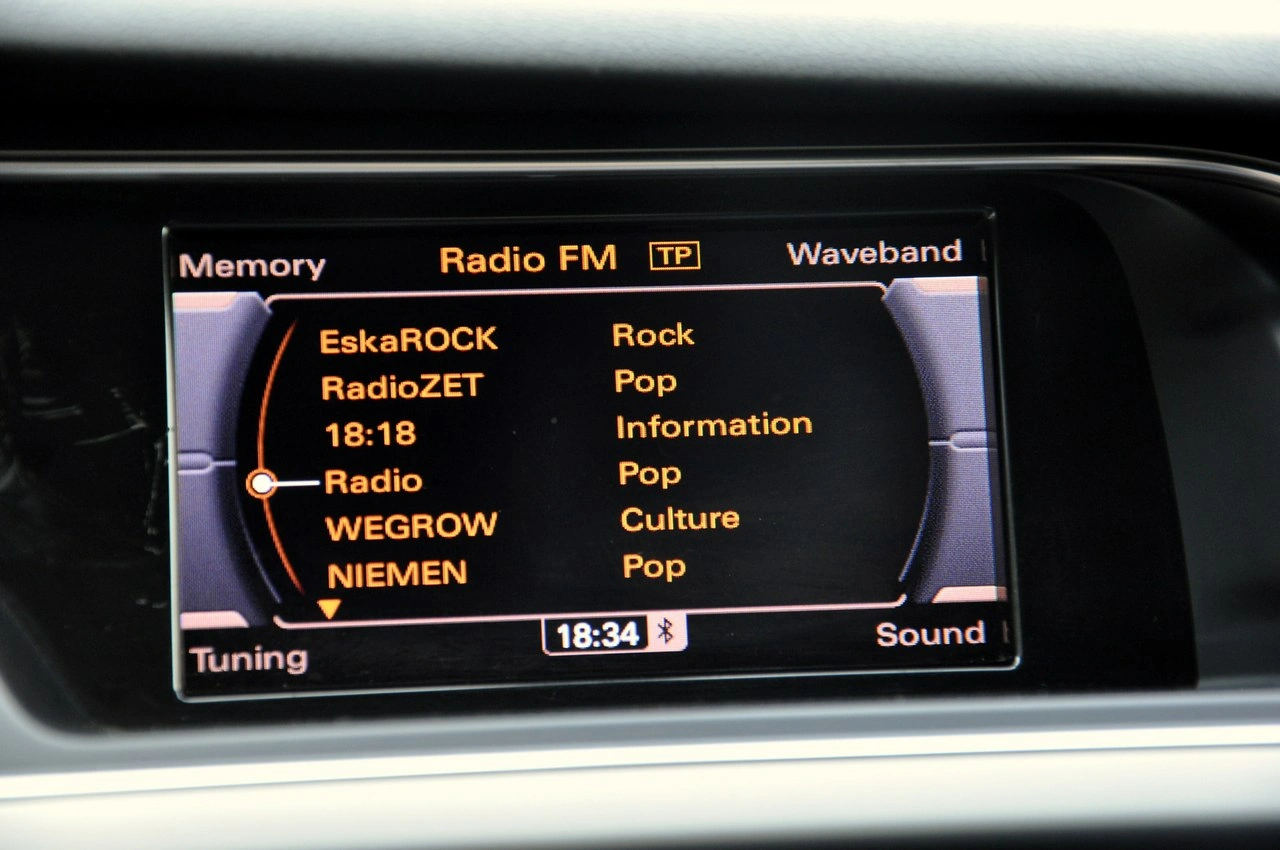 Memory Radio FM TP Waveband
EskaROCK Rock
RadioZET Pop
18:18 Information
Radio Pop
WEGROW Culture
NIEMEN Pop
Tuning 18:34 Sound